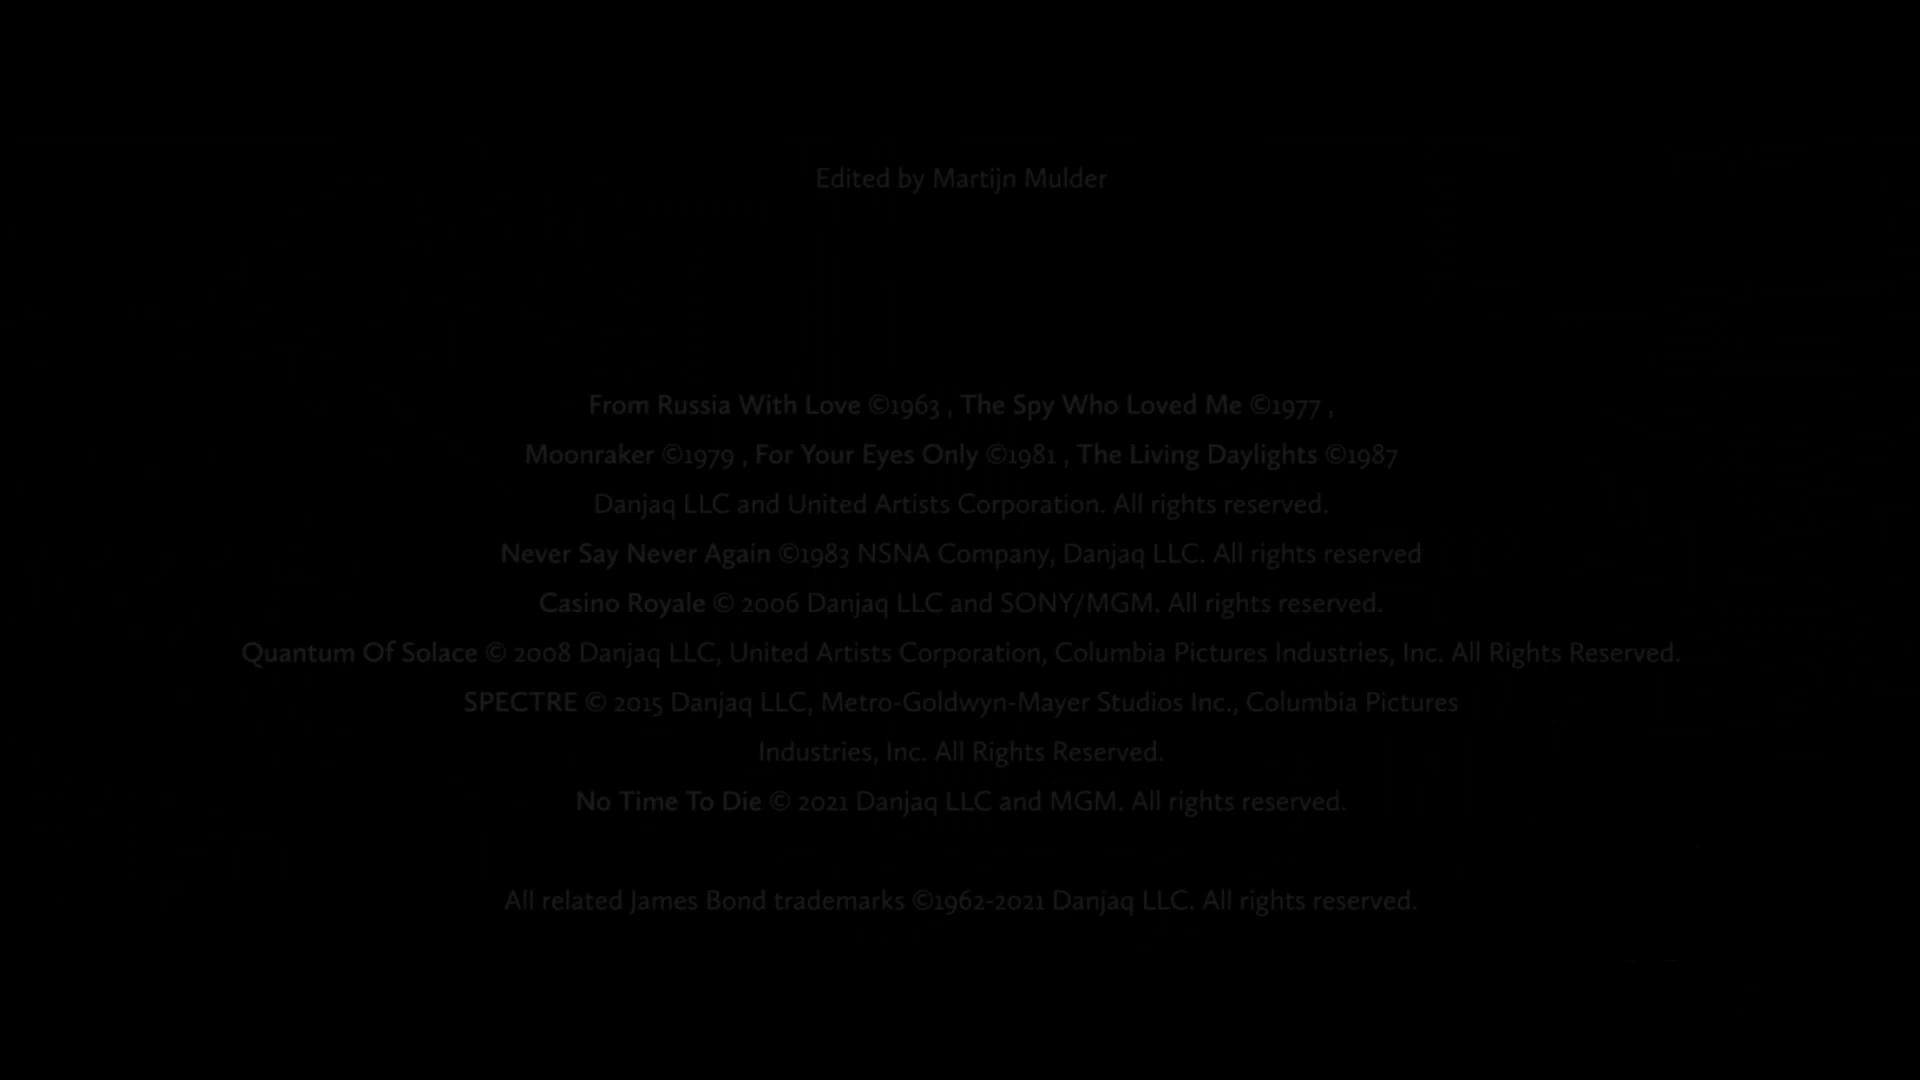 Edited by Martijn Mulder
From Russia With Love ©1963 , The Spy Who Loved Me ©1977 ,
Moonraker ©1979 , For Your Eyes Only ©1981 , The Living Daylights ©1987
Danjaq LLC and United Artists Corporation. All rights reserved.
Never Say Never Again ©1983 NSNA Company, Danjaq LLC. All rights reserved
Casino Royale © 2006 Danjaq LLC and SONY/MGM. All rights reserved.
Quantum Of Solace © 2008 Danjaq LLC, United Artists Corporation, Columbia Pictures Industries, Inc. All Rights Reserved.
SPECTRE © 2015 Danjaq LLC, Metro-Goldwyn-Mayer Studios Inc., Columbia Pictures
Industries, Inc. All Rights Reserved.
No Time To Die © 2021 Danjaq LLC and MGM. All rights reserved.
All related James Bond trademarks ©1962-2021 Danjaq LLC. All rights reserved.